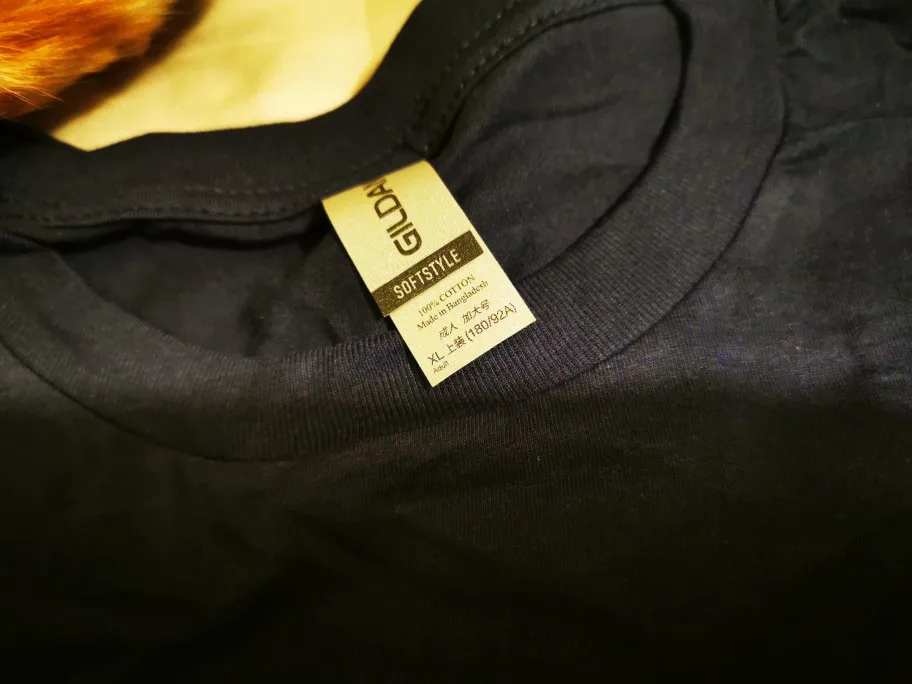 GILDAN
SOFTSTYLE
100% COTTON
Made in Bangladesh
成人 加大号
XL 上装 (180/92A)
Adult